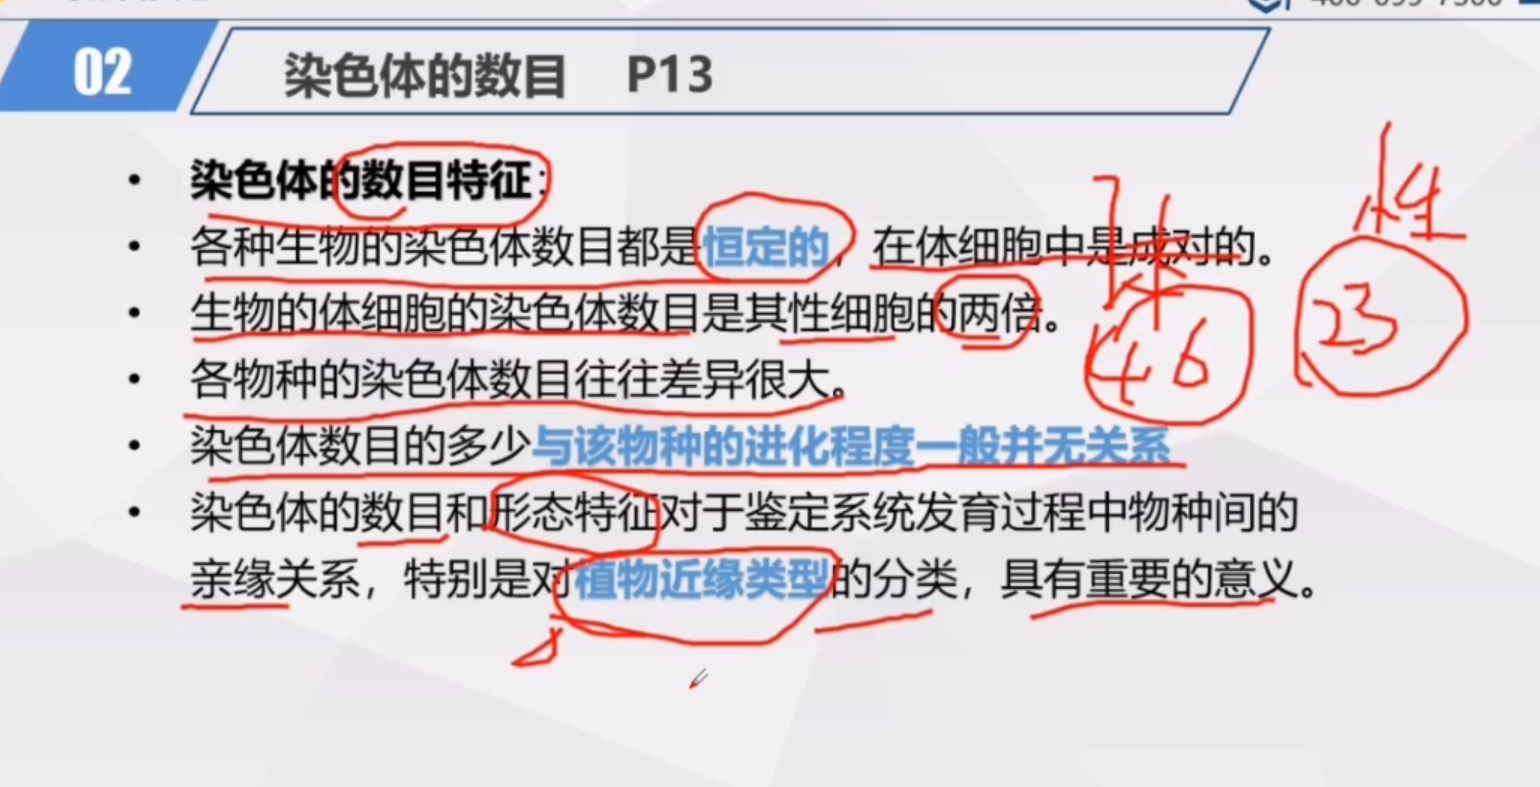 02 染色体的数目 P13
• 染色体的数目特征：
• 各种生物的染色体数目都是恒定的，在体细胞中是成对的。
• 生物的体细胞的染色体数目是其性细胞的两倍。
• 各物种的染色体数目往往差异很大。
• 染色体数目的多少与该物种的进化程度一般并无关系
• 染色体的数目和形态特征对于鉴定系统发育过程中物种间的
亲缘关系，特别是对植物近缘类型的分类，具有重要的意义。
体 性
46 23